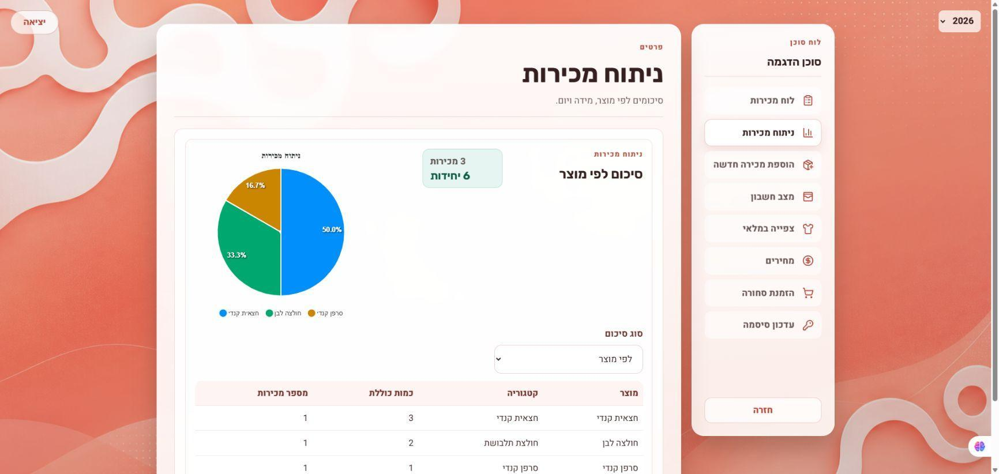 2026
יציאה
לוח סוכן
סוכן הדגמה
לוח מכירות
ניתוח מכירות
הוספת מכירה חדשה
מצב חשבון
צפייה במלאי
מחירים
הזמנת סחורה
עדכון סיסמה
חזרה
פרטים
ניתוח מכירות
סיכומים לפי מוצר, מידה ויום.
ניתוח מכירות
סיכום לפי מוצר
3 מכירות
6 יחידות
ניתוח מכירות
16.7%
50.0%
33.3%
סרפן קנדי חולצה לבן חצאית קנדי
סוג סיכום
לפי מוצר
מוצר קטגוריה כמות כוללת מספר מכירות
חצאית קנדי חצאית קנדי 3 1
חולצה לבן חולצת תלבושת 2 1
סרפן קנדי סרפן קנדי 1 1